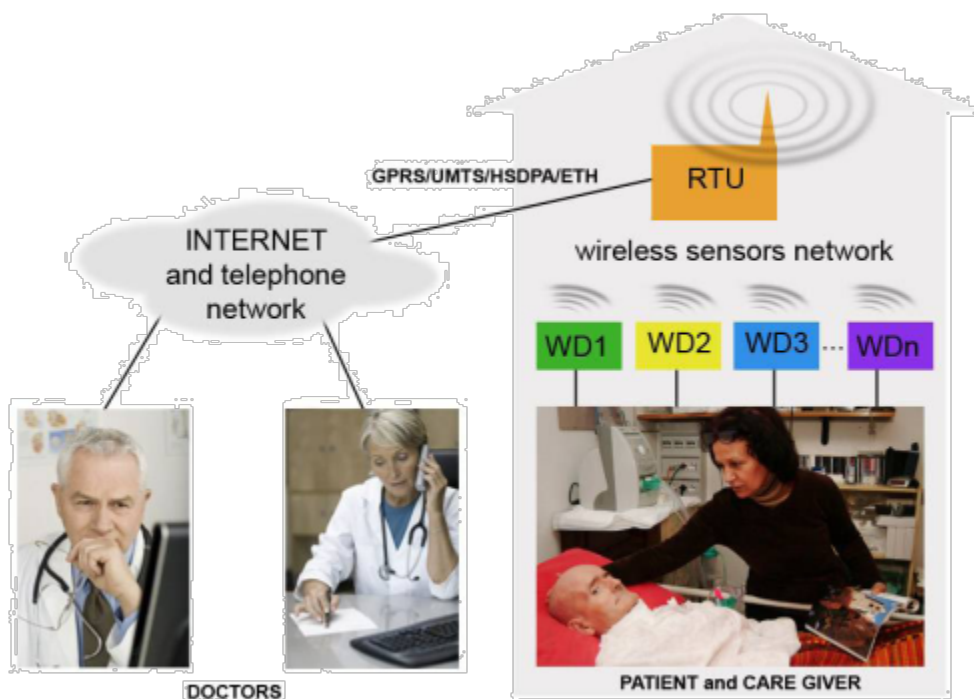 RTU
GPRS/UMTS/HSDPA/ETH
INTERNET
and telephone
network
wireless sensors network
WD1
WD2
WD3
...
WDn
DOCTORS
PATIENT and CARE GIVER